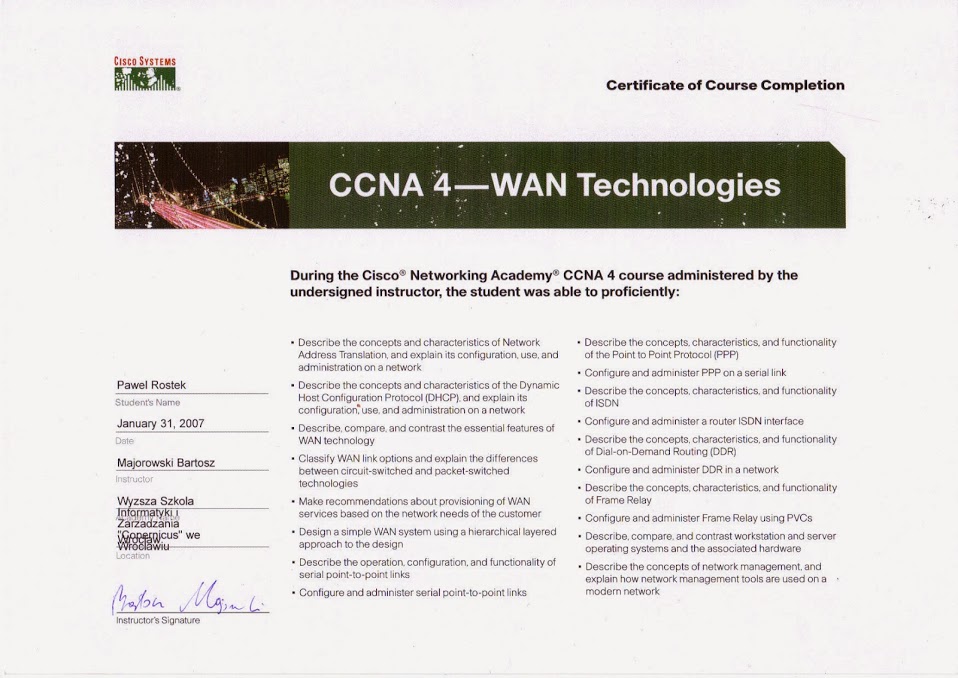 CISCO SYSTEMS
®
Certificate of Course Completion
CCNA 4—WAN Technologies
During the Cisco® Networking Academy® CCNA 4 course administered by the
undersigned instructor, the student was able to proficiently:
Pawel Rostek
Student's Name
January 31, 2007
Date
Majorowski Bartosz
Instructor
Wyzsza Szkola
Informatyki i
Zarzadzania
"Copernicus" we
Wroclaw
Wroclawiu
Location
Instructor's Signature
• Describe the concepts and characteristics of Network
Address Translation, and explain its configuration, use, and
administration on a network
• Describe the concepts and characteristics of the Dynamic
Host Configuration Protocol (DHCP), and explain its
configuration, use, and administration on a network
• Describe, compare, and contrast the essential features of
WAN technology
• Classify WAN link options and explain the differences
between circuit-switched and packet-switched
technologies
• Make recommendations about provisioning of WAN
services based on the network needs of the customer
• Design a simple WAN system using a hierarchical layered
approach to the design
• Describe the operation, configuration, and functionality of
serial point-to-point links
• Configure and administer serial point-to-point links
• Describe the concepts, characteristics, and functionality
of the Point to Point Protocol (PPP)
• Configure and administer PPP on a serial link
• Describe the concepts, characteristics, and functionality
of ISDN
• Configure and administer a router ISDN interface
• Describe the concepts, characteristics, and functionality
of Dial-on-Demand Routing (DDR)
• Configure and administer DDR in a network
• Describe the concepts, characteristics, and functionality
of Frame Relay
• Configure and administer Frame Relay using PVCs
• Describe, compare, and contrast workstation and server
operating systems and the associated hardware
• Describe the concepts of network management, and
explain how network management tools are used on a
modern network